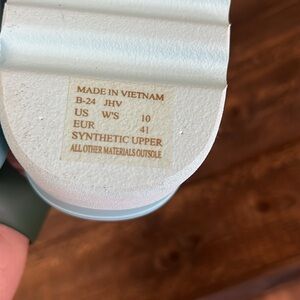 MADE IN VIETNAM
B-24 JHV
US W'S 10
EUR 41
SYNTHETIC UPPER
ALL OTHER MATERIALS OUTSOLE